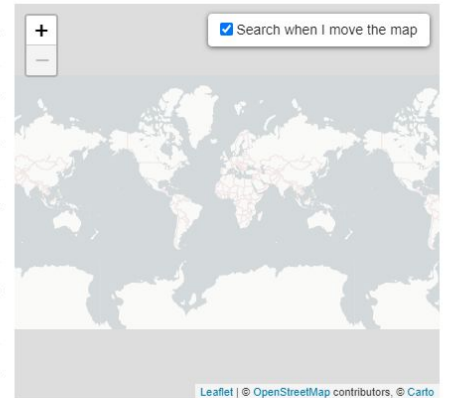 +
Search when I move the map
−
Leaflet | © OpenStreetMap contributors, © Carto